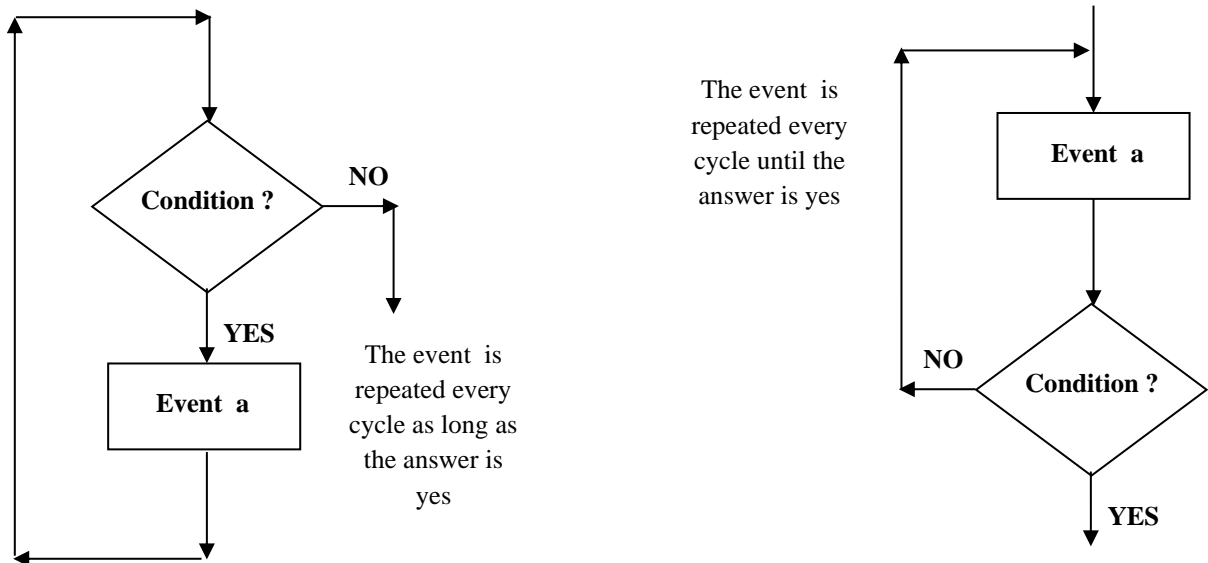 Condition ?
NO
YES
Event a
The event is
repeated every
cycle as long as
the answer is
yes
The event is
repeated every
cycle until the
answer is yes
Event a
NO
Condition ?
YES